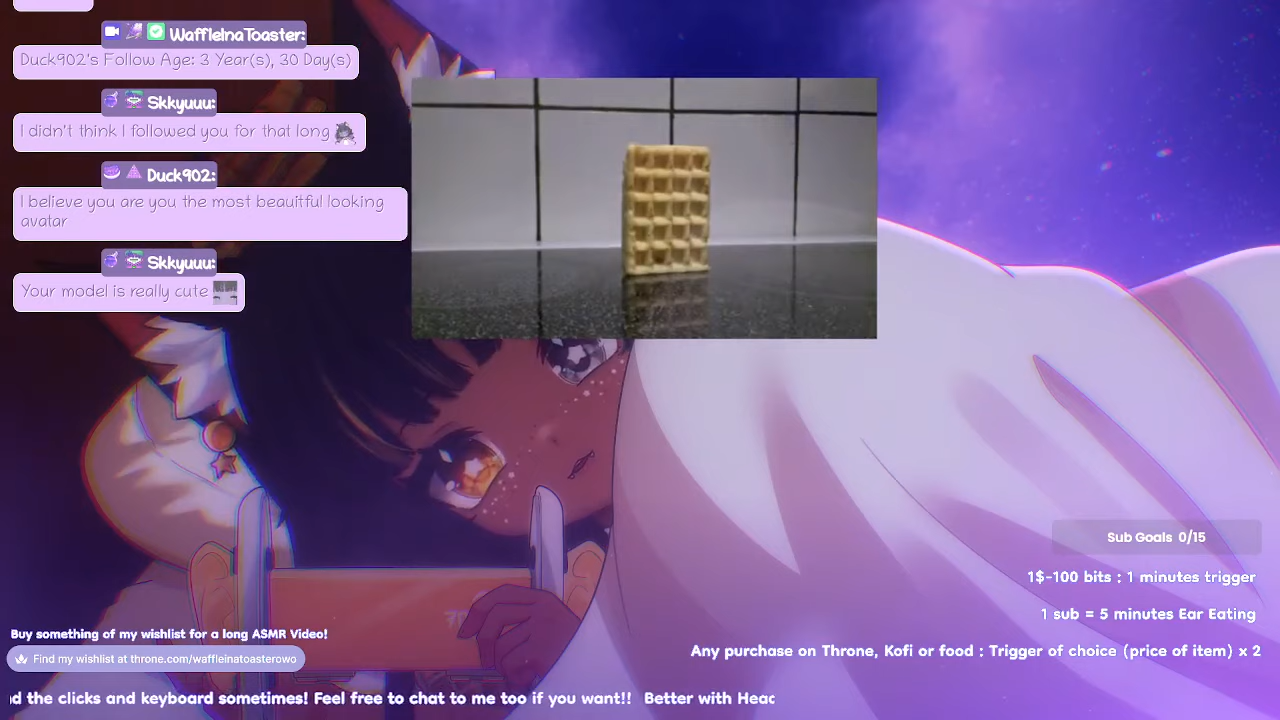 WaffleInaToaster:
Duck902's Follow Age: 3 Year(s), 30 Day(s)
Skkyuuu:
I didn't think I followed you for that long
Duck902:
I believe you are you the most beauitful looking
avatar
Skkyuuu:
Your model is really cute
Sub Goals 0/15
1$-100 bits : 1 minutes trigger
1 sub = 5 minutes Ear Eating
Buy something of my wishlist for a long ASMR Video!
Any purchase on Throne, Kofi or food : Trigger of choice (price of item) x 2
Find my wishlist at throne.com/waffleinatoasterowo
d the clicks and keyboard sometimes! Feel free to chat to me too if you want!! Better with Head